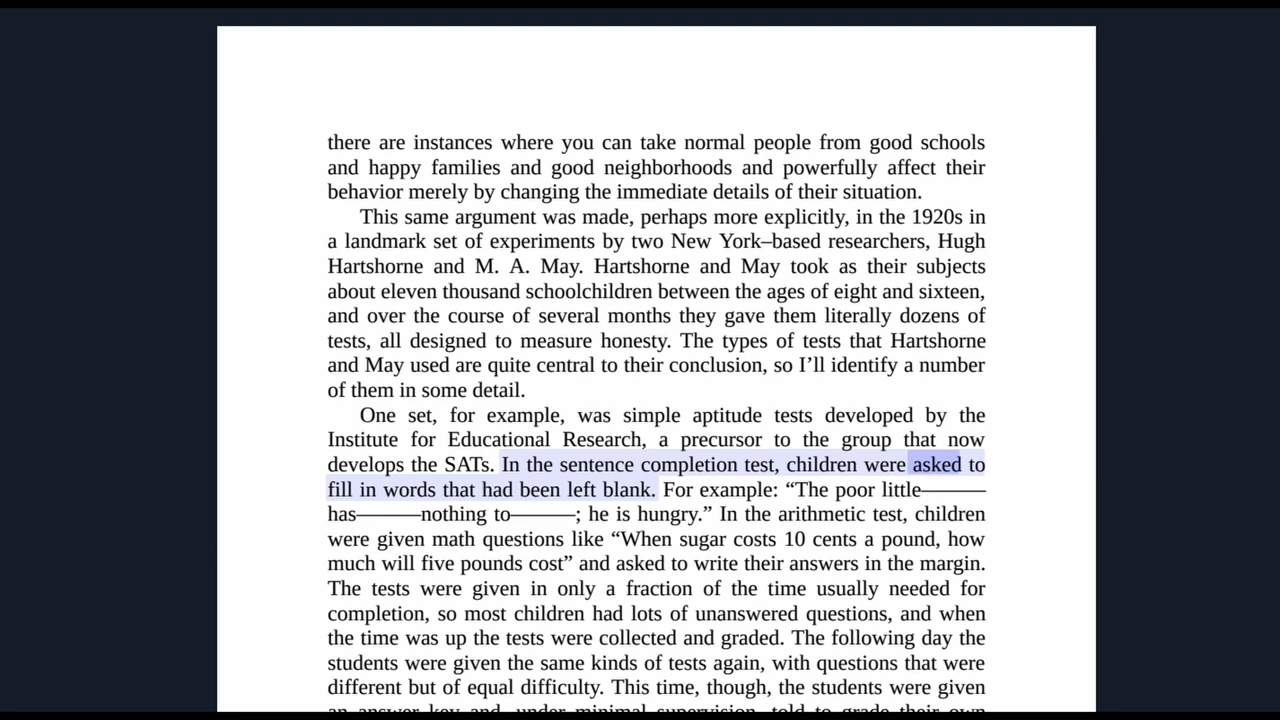 there are instances where you can take normal people from good schools
and happy families and good neighborhoods and powerfully affect their
behavior merely by changing the immediate details of their situation.
This same argument was made, perhaps more explicitly, in the 1920s in
a landmark set of experiments by two New York–based researchers, Hugh
Hartshorne and M. A. May. Hartshorne and May took as their subjects
about eleven thousand schoolchildren between the ages of eight and sixteen,
and over the course of several months they gave them literally dozens of
tests, all designed to measure honesty. The types of tests that Hartshorne
and May used are quite central to their conclusion, so I’ll identify a number
of them in some detail.
One set, for example, was simple aptitude tests developed by the
Institute for Educational Research, a precursor to the group that now
develops the SATs. In the sentence completion test, children were asked to
fill in words that had been left blank. For example: “The poor little———
has———nothing to———; he is hungry.” In the arithmetic test, children
were given math questions like “When sugar costs 10 cents a pound, how
much will five pounds cost” and asked to write their answers in the margin.
The tests were given in only a fraction of the time usually needed for
completion, so most children had lots of unanswered questions, and when
the time was up the tests were collected and graded. The following day the
students were given the same kinds of tests again, with questions that were
different but of equal difficulty. This time, though, the students were given
an answer key and, under minimal supervision, told to grade their own